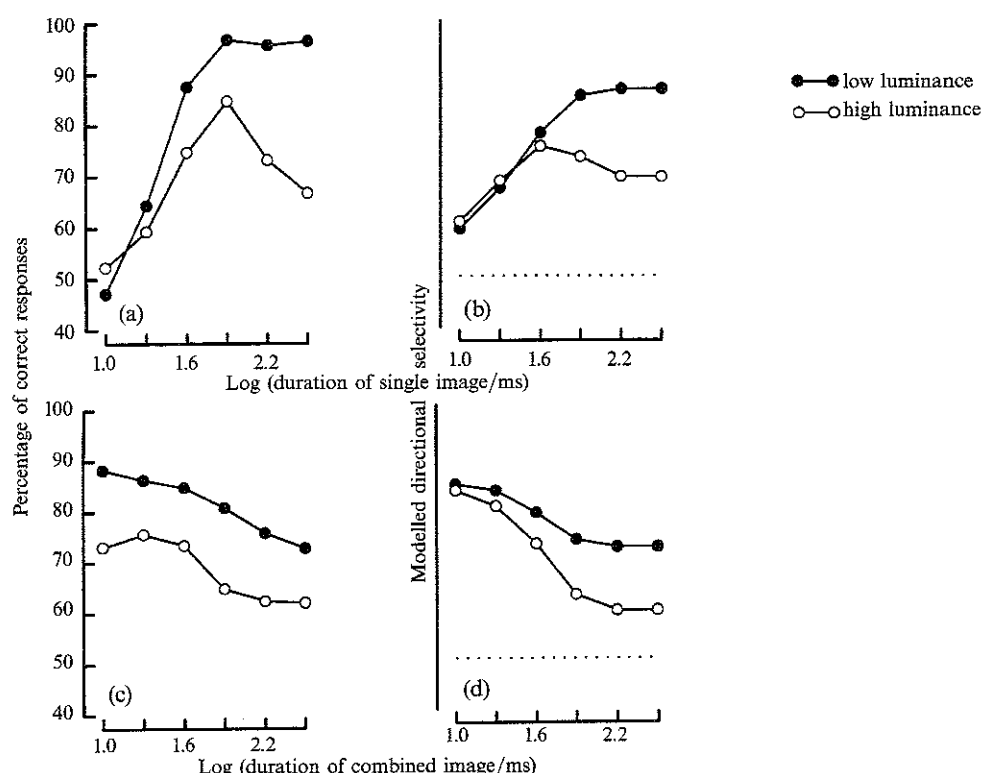 100
90
80
70
60
50
40
(a)
1.0
1.6
2.2
(b)
1.0
1.6
2.2
low luminance
high luminance
Log (duration of single image/ms)
Percentage of correct responses
Modelled directional selectivity
100
90
80
70
60
50
40
(c)
1.0
1.6
2.2
(d)
1.0
1.6
2.2
Log (duration of combined image/ms)